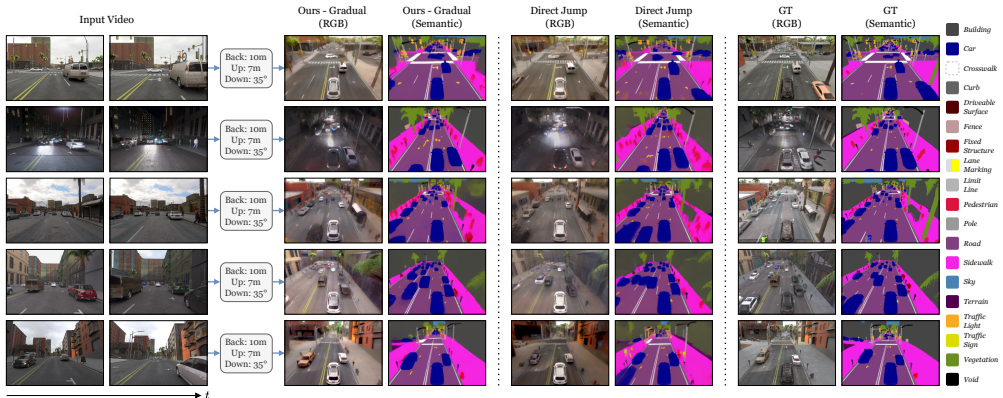 Input Video
Ours - Gradual
(RGB)
Ours - Gradual
(Semantic)
Direct Jump
(RGB)
Direct Jump
(Semantic)
GT
(RGB)
GT
(Semantic)
Back: 10m
Up: 7m
Down: 35°
Back: 10m
Up: 7m
Down: 35°
Back: 10m
Up: 7m
Down: 35°
Back: 10m
Up: 7m
Down: 35°
Back: 10m
Up: 7m
Down: 35°
t
Building
Car
Crosswalk
Curb
Driveable
Surface
Fence
Fixed
Structure
Lane
Marking
Limit
Line
Pedestrian
Pole
Road
Sidewalk
Sky
Terrain
Traffic
Light
Traffic
Sign
Vegetation
Void